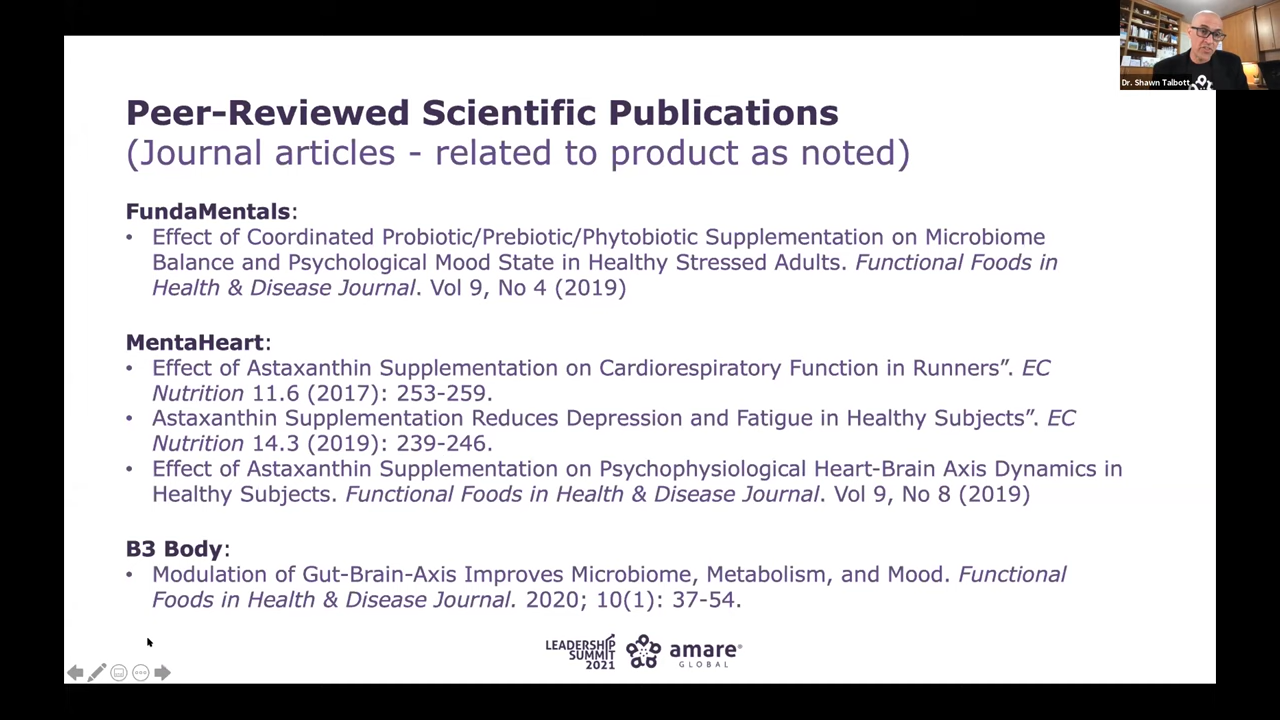 Dr. Shawn Talbott
Peer-Reviewed Scientific Publications
(Journal articles - related to product as noted)
FundaMentals:
• Effect of Coordinated Probiotic/Prebiotic/Phytobiotic Supplementation on Microbiome
Balance and Psychological Mood State in Healthy Stressed Adults. Functional Foods in
Health & Disease Journal. Vol 9, No 4 (2019)
MentaHeart:
• Effect of Astaxanthin Supplementation on Cardiorespiratory Function in Runners”. EC
Nutrition 11.6 (2017): 253-259.
• Astaxanthin Supplementation Reduces Depression and Fatigue in Healthy Subjects”. EC
Nutrition 14.3 (2019): 239-246.
• Effect of Astaxanthin Supplementation on Psychophysiological Heart-Brain Axis Dynamics in
Healthy Subjects. Functional Foods in Health & Disease Journal. Vol 9, No 8 (2019)
B3 Body:
• Modulation of Gut-Brain-Axis Improves Microbiome, Metabolism, and Mood. Functional
Foods in Health & Disease Journal. 2020; 10(1): 37-54.
LEADERSHIP
SUMMIT
2021
amare®
GLOBAL